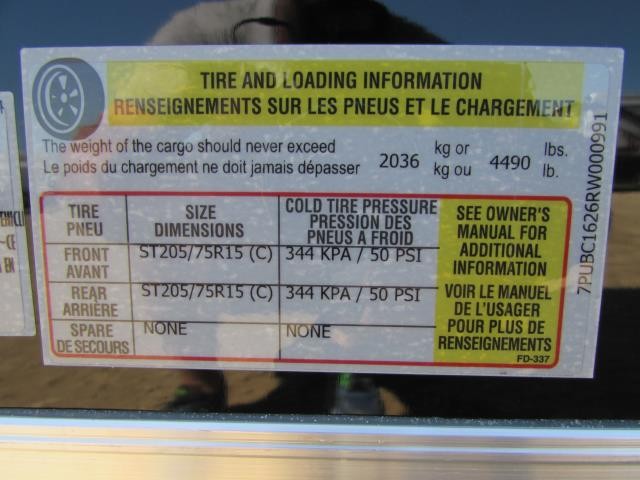 TIRE AND LOADING INFORMATION
RENSEIGNEMENTS SUR LES PNEUS ET LE CHARGEMENT
The weight of the cargo should never exceed 2036 kg or 4490 lbs.
Le poids du chargement ne doit jamais dépasser kg ou lb.
TIRE PNEU
SIZE DIMENSIONS
COLD TIRE PRESSURE
PRESSION DES
PNEUS A FROID
FRONT AVANT
ST205/75R15 (C)
344 KPA / 50 PSI
REAR ARRIÈRE
ST205/75R15 (C)
344 KPA / 50 PSI
SPARE DE SECOURS
NONE
NONE
SEE OWNER'S
MANUAL FOR
ADDITIONAL
INFORMATION
VOIR LE MANUEL
DE L'USAGER
POUR PLUS DE
RENSEIGNEMENTS
FD-337
7PUBC1626RW000991